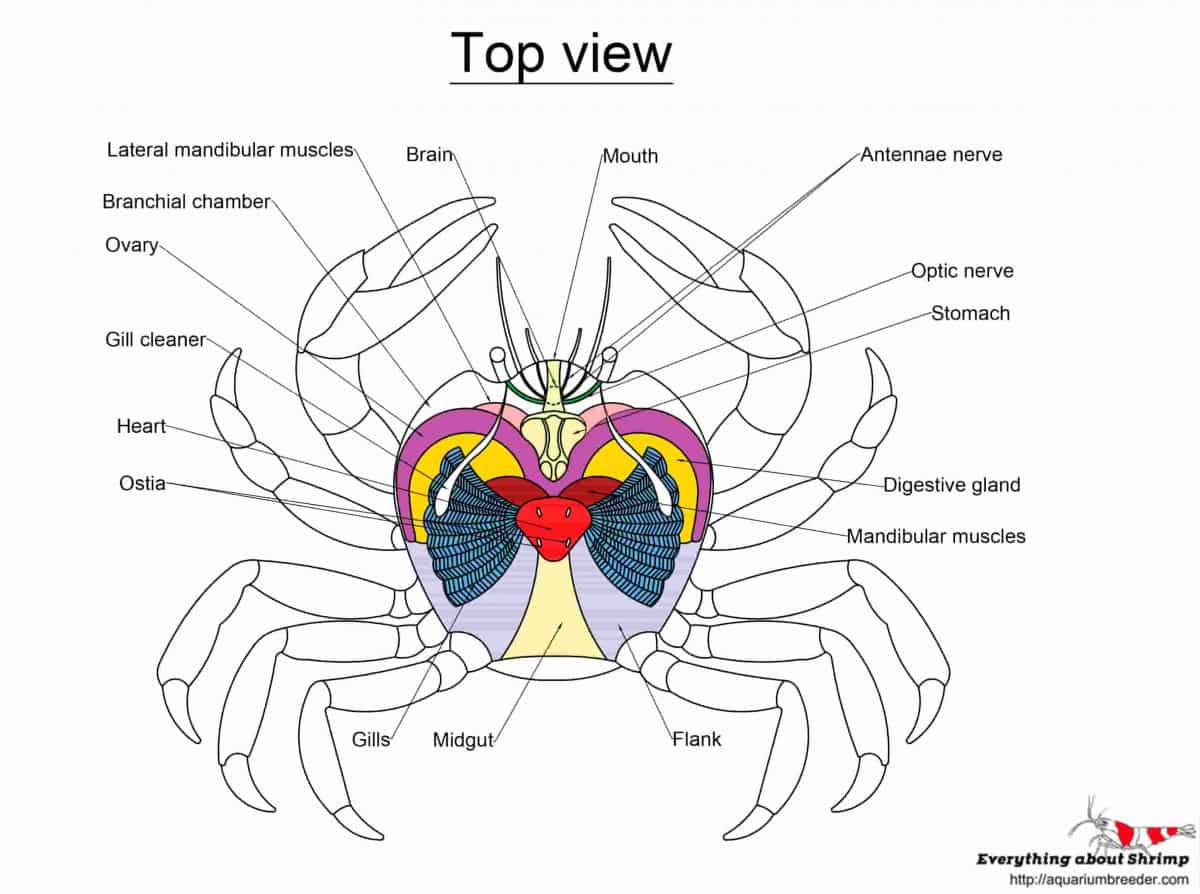 Top view
Lateral mandibular muscles
Brain
Mouth
Antennae nerve
Branchial chamber
Ovary
Optic nerve
Stomach
Gill cleaner
Heart
Ostia
Digestive gland
Mandibular muscles
Gills
Midgut
Flank
Everything about Shrimp
http://aquariumbreeder.com